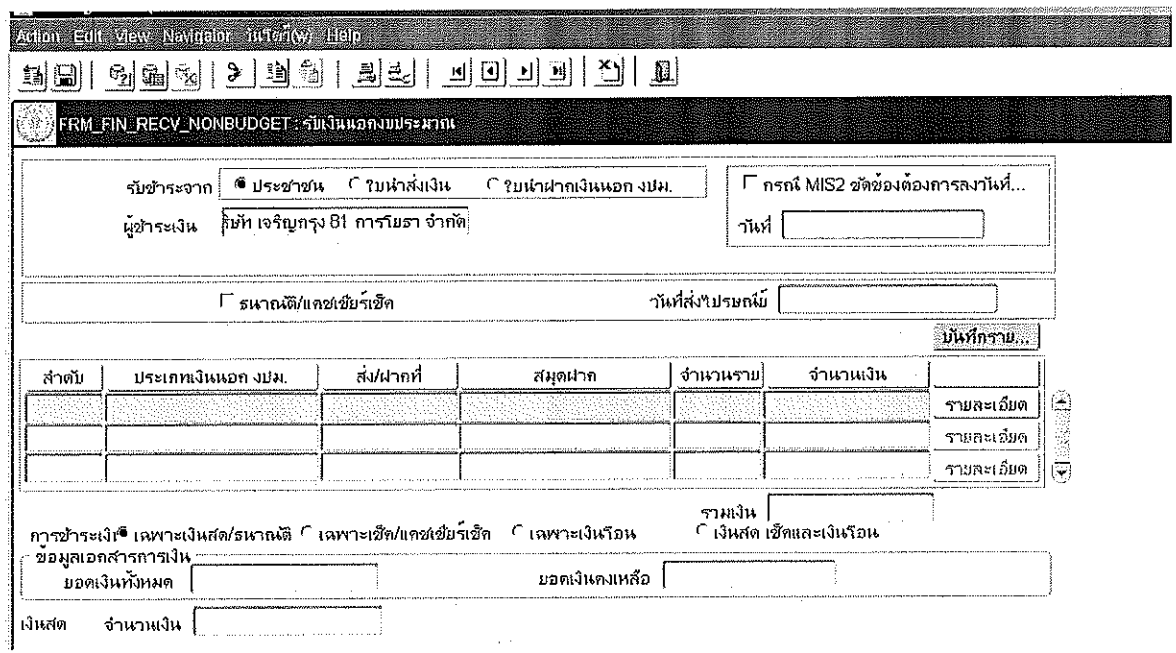 Action Edit View Navigator วินโดว์(w) Help
FRM_FIN_RECV_NONBUDGET : รับเงินนอกงบประมาณ
รับชำระจาก ประชาชน ใบนำส่งเงิน ใบนำฝากเงินนอก งปม. กรณี MIS2 ขัดข้องต้องการลงวันที่...
ผู้ชำระเงิน ริษัท เจริญกรุง 81 การโยธา จำกัด วันที่
ธนาณัติ/แคชเชียร์เช็ค วันที่ส่งไปรษณีย์
บันทึกราย...
ลำดับ ประเภทเงินนอก งปม. ส่ง/ฝากที่ สมุดฝาก จำนวนราย จำนวนเงิน
รายละเอียด
รายละเอียด
รายละเอียด
รวมเงิน
การชำระเงิ เฉพาะเงินสด/ธนาณัติ เฉพาะเช็ค/แคชเชียร์เช็ค เฉพาะเงินโอน เงินสด เช็คและเงินโอน
ข้อมูลเอกสารการเงิน
ยอดเงินทั้งหมด ยอดเงินคงเหลือ
เงินสด จำนวนเงิน